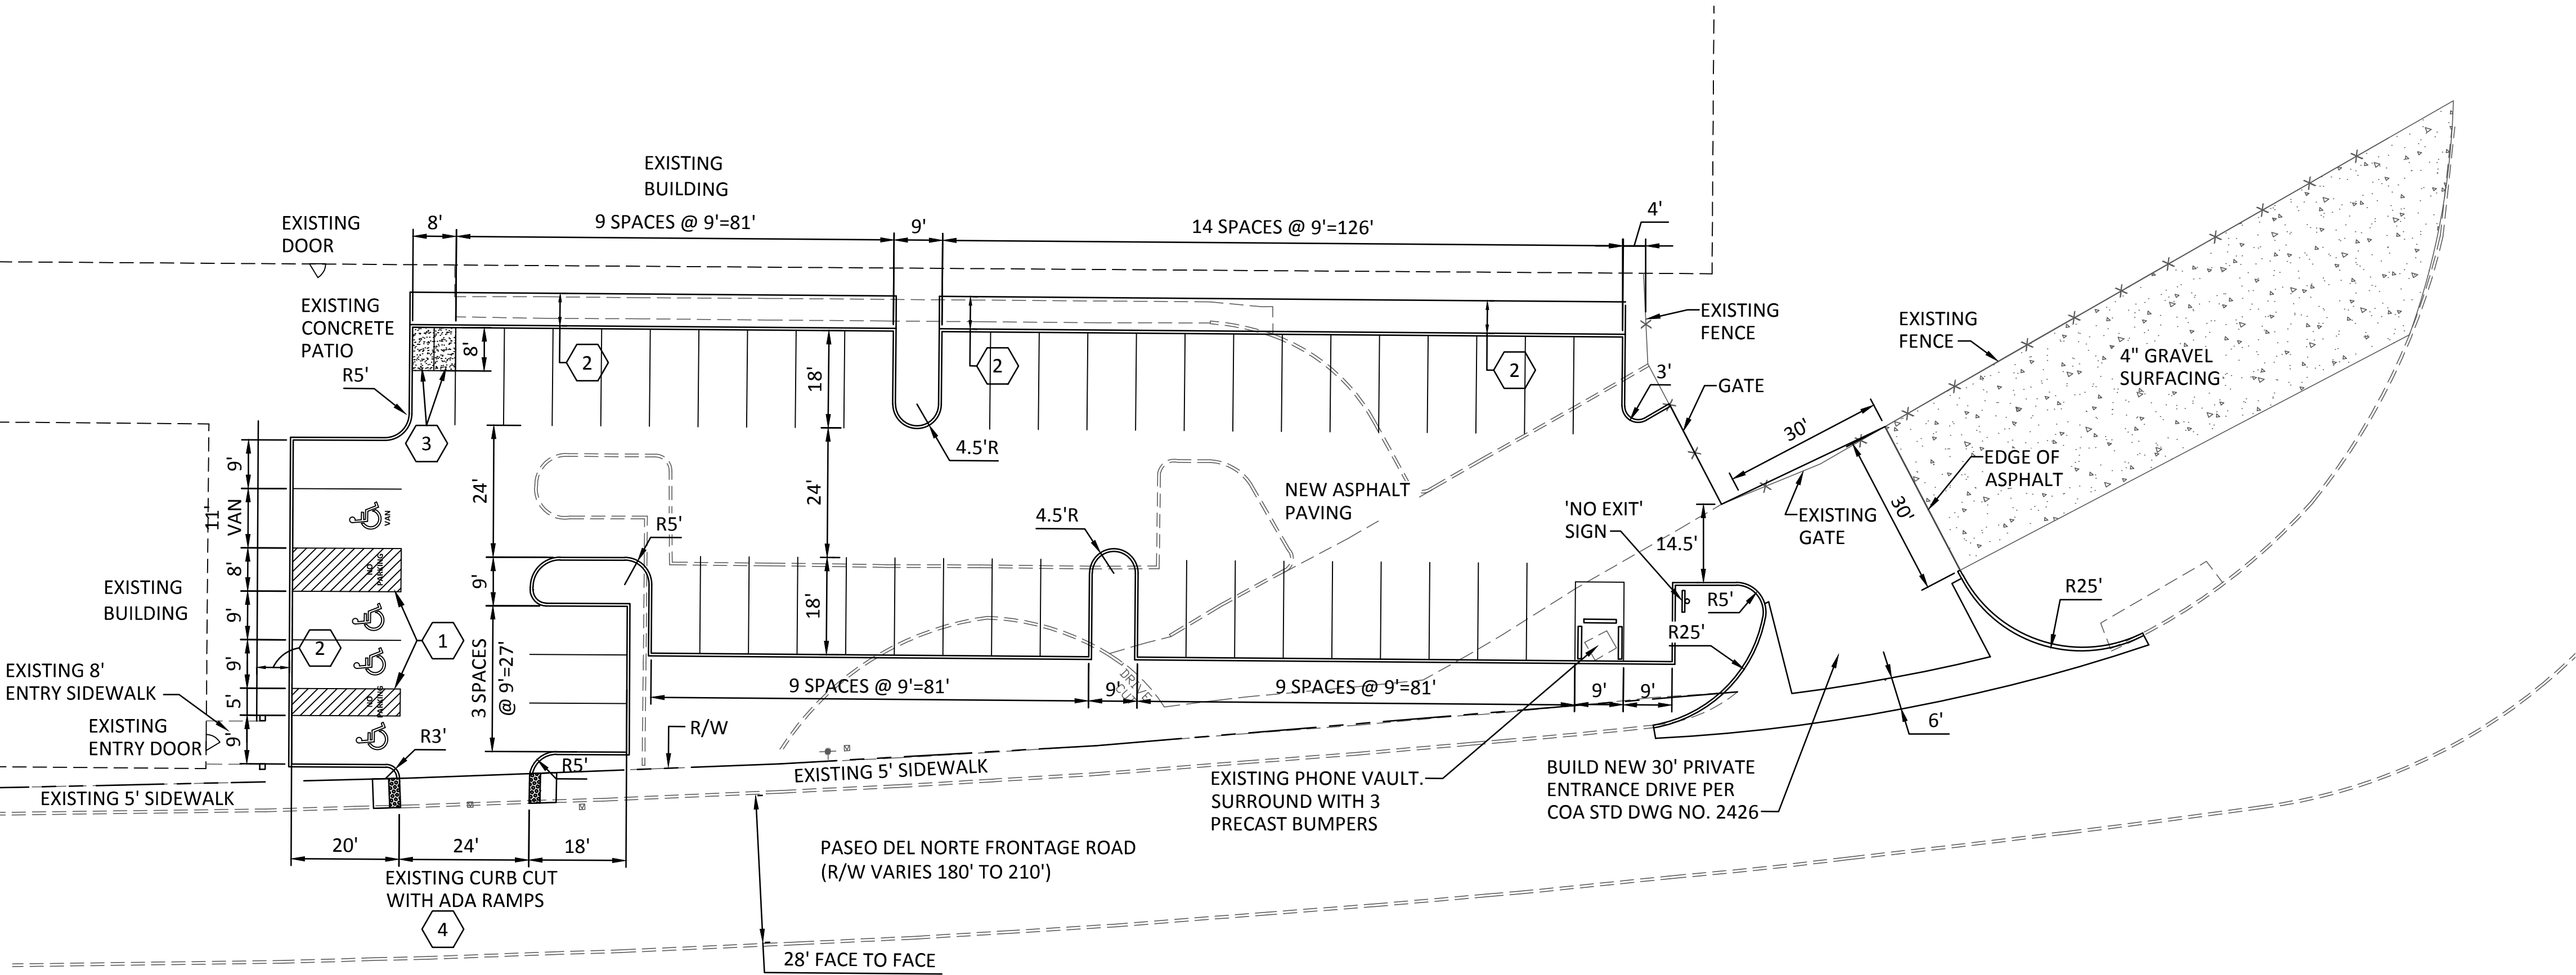 EXISTING
BUILDING
EXISTING
DOOR
8'
9 SPACES @ 9'=81'
9'
14 SPACES @ 9'=126'
4'
EXISTING
CONCRETE
PATIO
R5'
8'
3
2
18'
2
4.5'R
2
EXISTING
FENCE
3'
GATE
EXISTING
FENCE
4" GRAVEL
SURFACING
30'
EDGE OF
ASPHALT
30'
EXISTING
GATE
NEW ASPHALT
PAVING
'NO EXIT'
SIGN
14.5'
R5'
R25'
R25'
9'
11'
VAN
8'
9'
9'
5'
9'
VAN
NO
PARKING
NO
PARKING
1
2
24'
9'
3 SPACES
@ 9'=27'
R5'
24'
18'
4.5'R
EXISTING
BUILDING
EXISTING 8'
ENTRY SIDEWALK
EXISTING
ENTRY DOOR
R3'
R5'
R/W
9 SPACES @ 9'=81'
9'
DRIVE
CUT
9 SPACES @ 9'=81'
9'
9'
6'
EXISTING 5' SIDEWALK
EXISTING 5' SIDEWALK
EXISTING PHONE VAULT.
SURROUND WITH 3
PRECAST BUMPERS
BUILD NEW 30' PRIVATE
ENTRANCE DRIVE PER
COA STD DWG NO. 2426
20'
24'
18'
EXISTING CURB CUT
WITH ADA RAMPS
4
PASEO DEL NORTE FRONTAGE ROAD
(R/W VARIES 180' TO 210')
28' FACE TO FACE